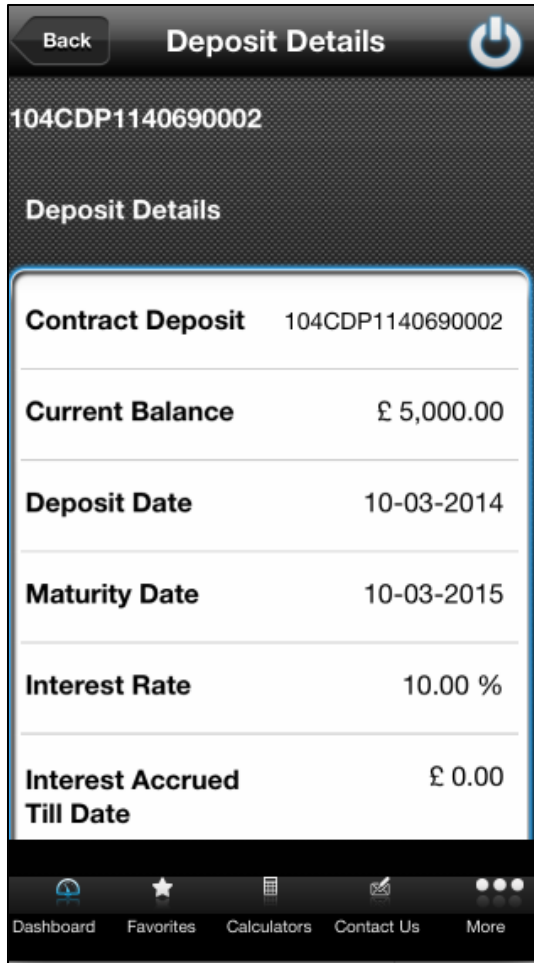 Back Deposit Details
104CDP1140690002
Deposit Details
Contract Deposit 104CDP1140690002
Current Balance £ 5,000.00
Deposit Date 10-03-2014
Maturity Date 10-03-2015
Interest Rate 10.00 %
Interest Accrued £ 0.00
Till Date
Dashboard Favorites Calculators Contact Us More